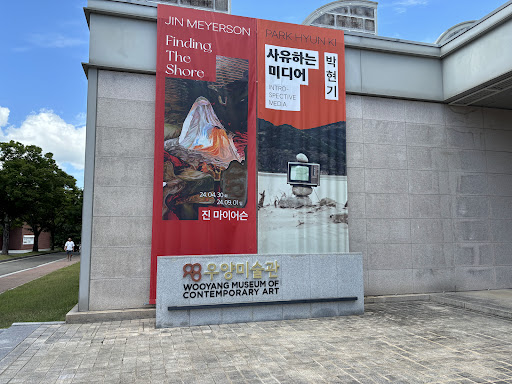 JIN MEYERSON
Finding
The
Shore
24.04.30
24.09.01
진 마이어슨
PARK HYUN KI
사유하는
미디어
박현기
INTRO-
SPECTIVE
MEDIA
우양미술관
WOOYANG MUSEUM OF
CONTEMPORARY ART